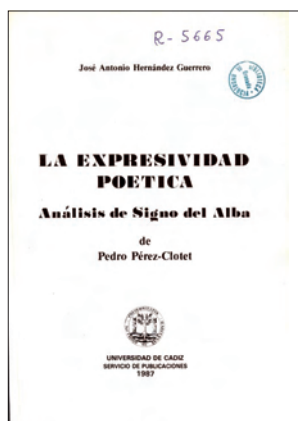 R-5665
José Antonio Hernández Guerrero
LA EXPRESIVIDAD
POETICA
Análisis de Signo del Alba
de
Pedro Pérez-Clotet
UNIVERSIDAD DE CADIZ
SERVICIO DE PUBLICACIONES
1987